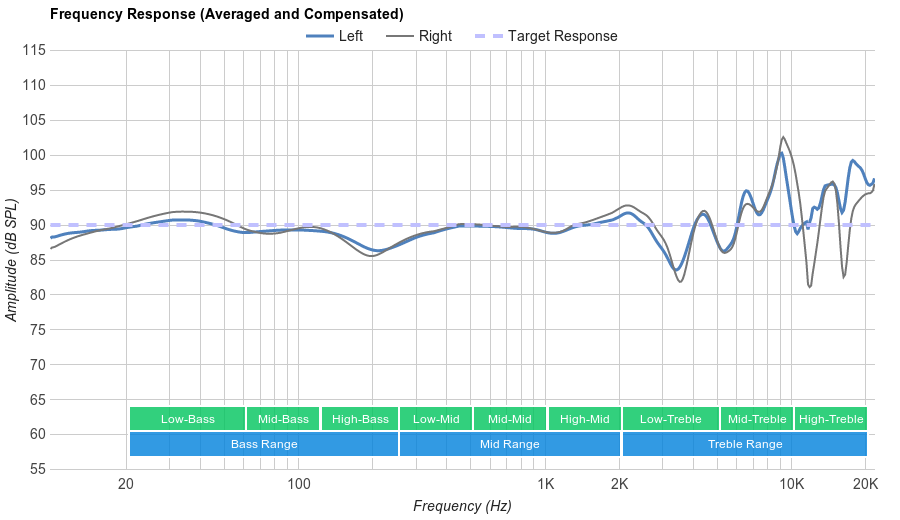 Frequency Response (Averaged and Compensated)
Left Right Target Response
115
110
105
100
95
90
85
80
75
70
65
60
55
Amplitude (dB SPL)
Low-Bass Mid-Bass High-Bass Low-Mid Mid-Mid High-Mid Low-Treble Mid-Treble High-Treble
Bass Range Mid Range Treble Range
20 100 1K 2K 10K 20K
Frequency (Hz)